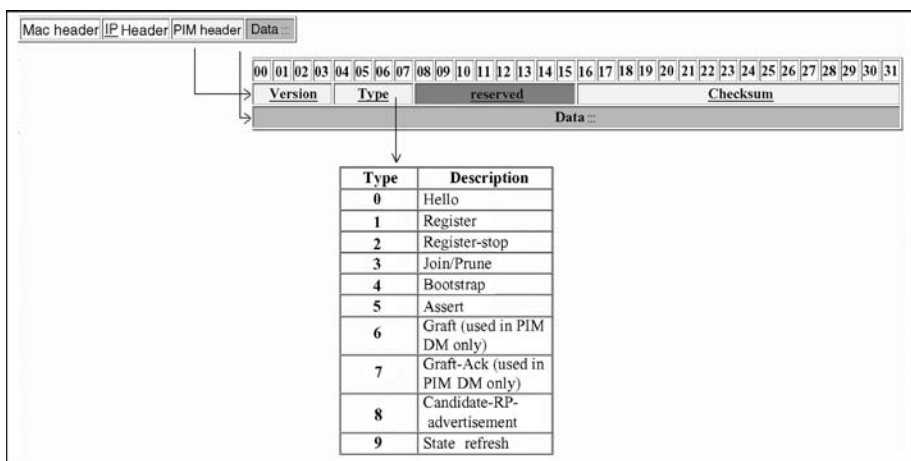 Mac header IP Header PIM header Data :::
00 01 02 03 04 05 06 07 08 09 10 11 12 13 14 15 16 17 18 19 20 21 22 23 24 25 26 27 28 29 30 31
Version Type reserved Checksum
Data :::
Type Description
0 Hello
1 Register
2 Register-stop
3 Join/Prune
4 Bootstrap
5 Assert
6 Graft (used in PIM
DM only)
7 Graft-Ack (used in
PIM DM only)
8 Candidate-RP-
advertisement
9 State refresh